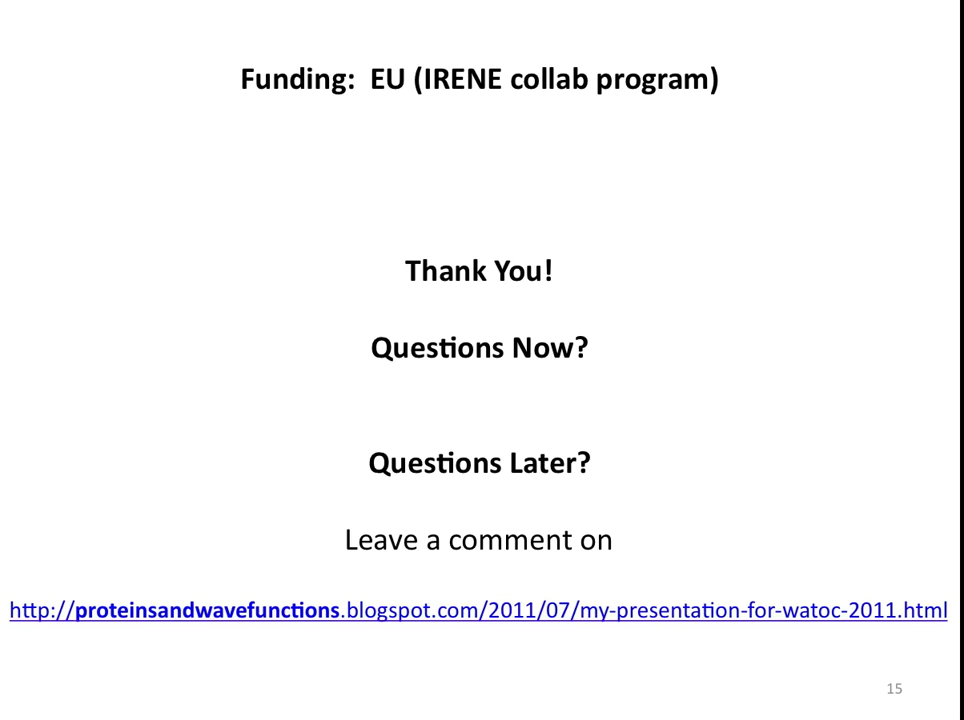 Funding:  EU (IRENE collab program)
Thank You!
Questions Now?
Questions Later?
Leave a comment on
http://proteinsandwavefunctions.blogspot.com/2011/07/my-presentation-for-watoc-2011.html
15